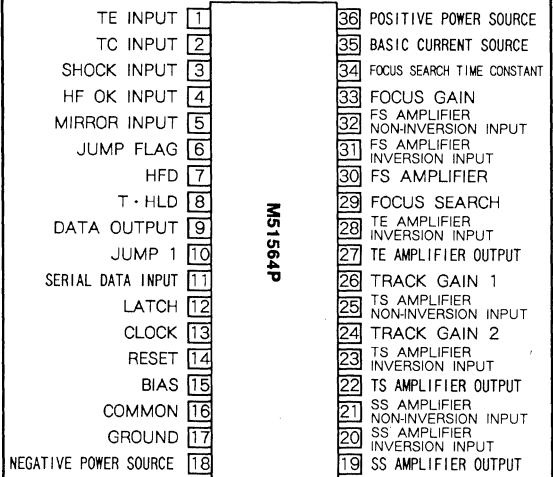 TE INPUT 1
TC INPUT 2
SHOCK INPUT 3
HF OK INPUT 4
MIRROR INPUT 5
JUMP FLAG 6
HFD 7
T·HLD 8
DATA OUTPUT 9
JUMP 1 10
SERIAL DATA INPUT 11
LATCH 12
CLOCK 13
RESET 14
BIAS 15
COMMON 16
GROUND 17
NEGATIVE POWER SOURCE 18
M51564P
36 POSITIVE POWER SOURCE
35 BASIC CURRENT SOURCE
34 FOCUS SEARCH TIME CONSTANT
33 FOCUS GAIN
32 FS AMPLIFIER
NON-INVERSION INPUT
31 FS AMPLIFIER
INVERSION INPUT
30 FS AMPLIFIER
29 FOCUS SEARCH
28 TE AMPLIFIER
INVERSION INPUT
27 TE AMPLIFIER OUTPUT
26 TRACK GAIN 1
25 TS AMPLIFIER
NON-INVERSION INPUT
24 TRACK GAIN 2
23 TS AMPLIFIER
INVERSION INPUT
22 TS AMPLIFIER OUTPUT
21 SS AMPLIFIER
NON-INVERSION INPUT
20 SS AMPLIFIER
INVERSION INPUT
19 SS AMPLIFIER OUTPUT